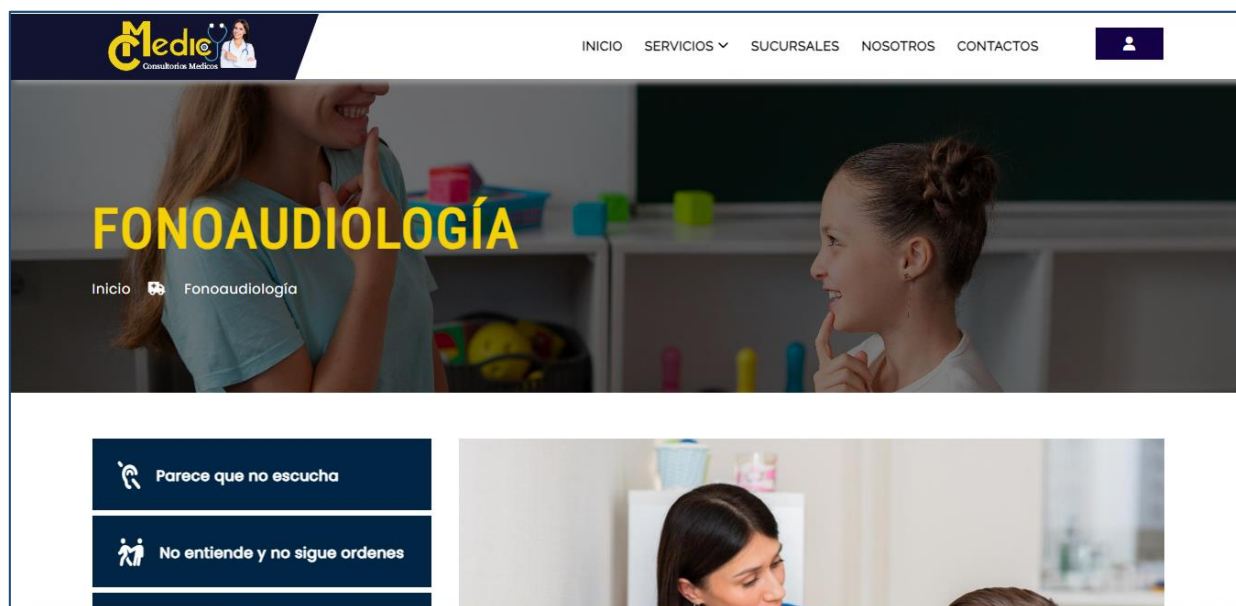 Medic
Consultorios Medicos
INICIO SERVICIOS SUCURSALES NOSOTROS CONTACTOS
FONOAUDIOLOGÍA
Inicio Fonoaudiología
Parece que no escucha
No entiende y no sigue ordenes